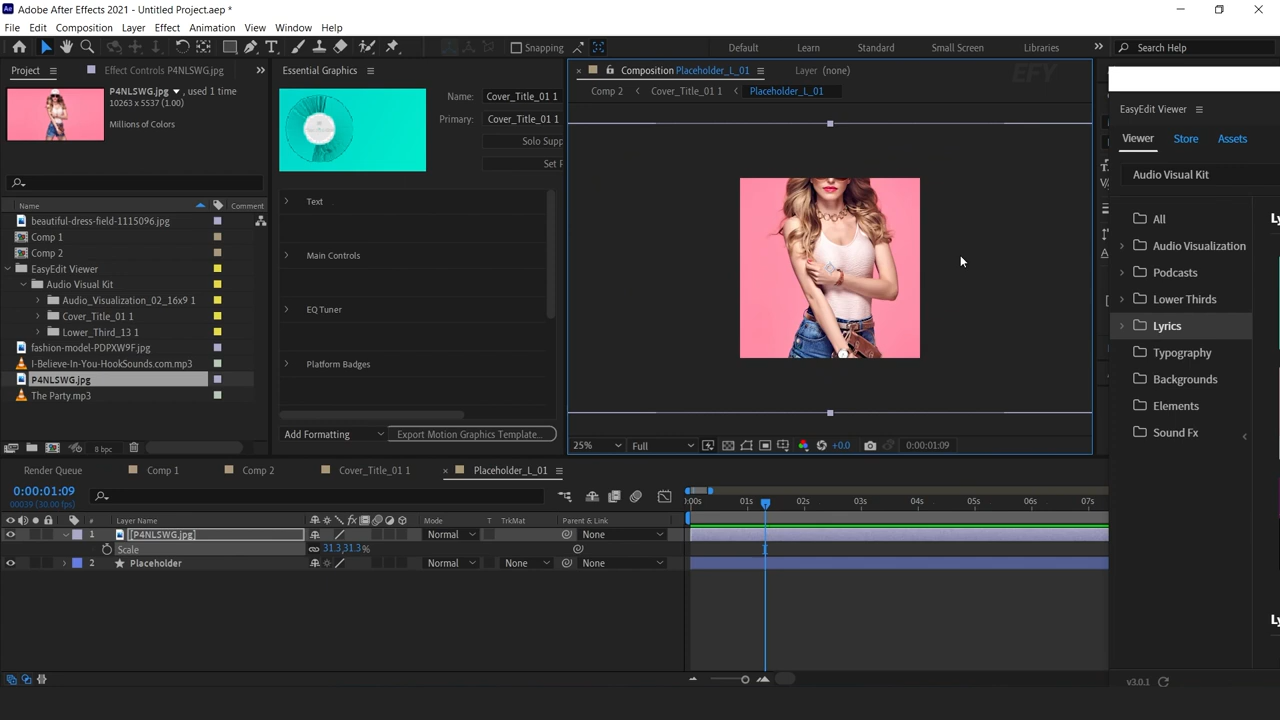 Adobe After Effects 2021 - Untitled Project.aep *
File Edit Composition Layer Effect Animation View Window Help
Snapping Default Learn Standard Small Screen Libraries Search Help
Project
Effect Controls P4NLSWG.jpg
P4NLSWG.jpg , used 1 time
10263 x 5537 (1.00)
Millions of Colors
Name Comment
beautiful-dress-field-1115096.jpg
Comp 1
Comp 2
EasyEdit Viewer
Audio Visual Kit
Audio_Visualization_02_16x9 1
Cover_Title_01 1
Lower_Third_13 1
fashion-model-PDPXW9F.jpg
I-Believe-In-You-HookSounds.com.mp3
P4NLSWG.jpg
The Party.mp3
8 bpc
Essential Graphics
Name: Cover_Title_01 1
Primary: Cover_Title_01 1
Solo Supp
Set P
Text
Main Controls
EQ Tuner
Platform Badges
Add Formatting
Export Motion Graphics Template...
Composition Placeholder_L_01
Layer (none)
EFY
Comp 2 Cover_Title_01 1 Placeholder_L_01
25% Full +0.0 0:00:01:09
EasyEdit Viewer
Viewer Store Assets
Audio Visual Kit
All
Audio Visualization
Podcasts
Lower Thirds
Lyrics
Typography
Backgrounds
Elements
Sound Fx
Ly
Ly
v3.0.1
Render Queue Comp 1 Comp 2 Cover_Title_01 1 Placeholder_L_01
0:00:01:09
00039 (30.00 fps)
# Layer Name Mode T TrkMat Parent & Link
1 [P4NLSWG.jpg] Normal None
Scale 31.3,31.3%
2 Placeholder Normal None None
:00s 01s 02s 03s 04s 05s 06s 07s